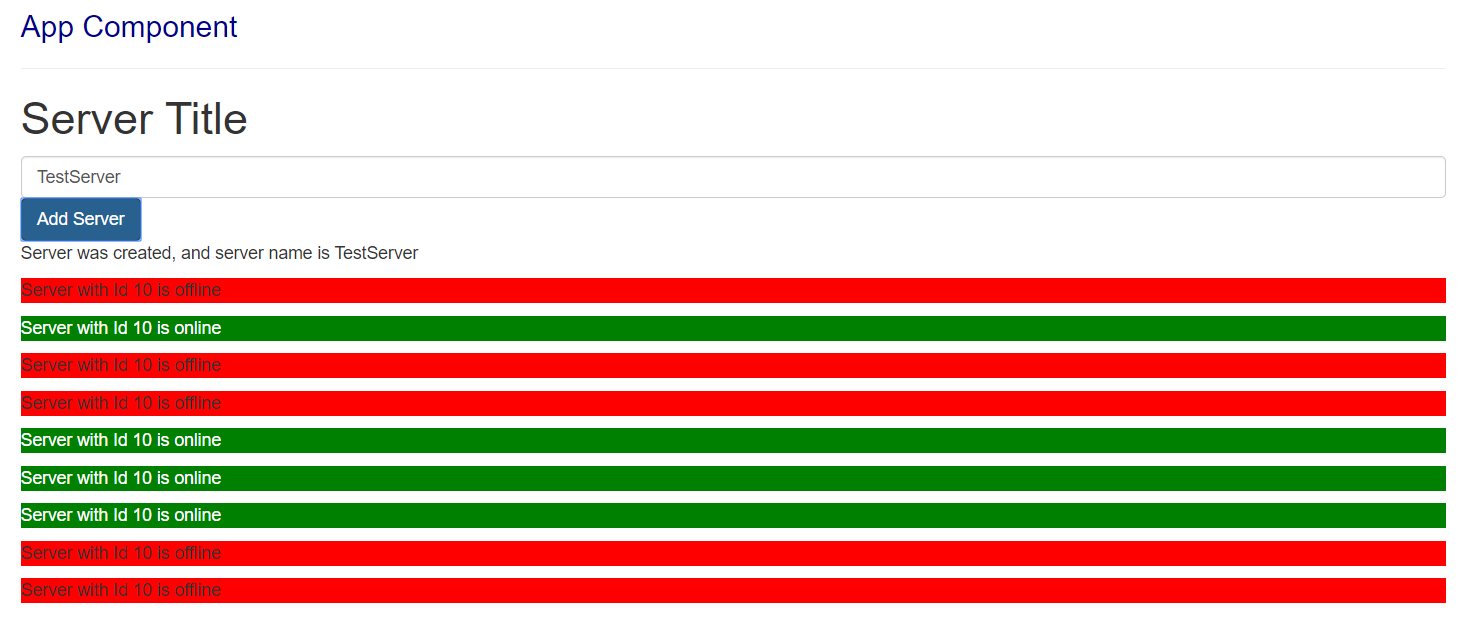 App Component
Server Title
TestServer
Add Server
Server was created, and server name is TestServer
Server with Id 10 is offline
Server with Id 10 is online
Server with Id 10 is offline
Server with Id 10 is offline
Server with Id 10 is online
Server with Id 10 is online
Server with Id 10 is online
Server with Id 10 is offline
Server with Id 10 is offline